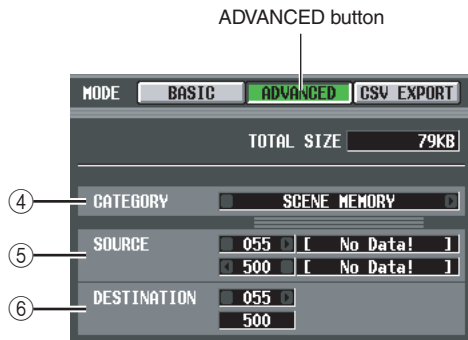 ADVANCED button
MODE BASIC ADVANCED CSV EXPORT
TOTAL SIZE 79KB
④ CATEGORY SCENE MEMORY
⑤ SOURCE 055 [ No Data! ]
500 [ No Data! ]
⑥ DESTINATION 055
500